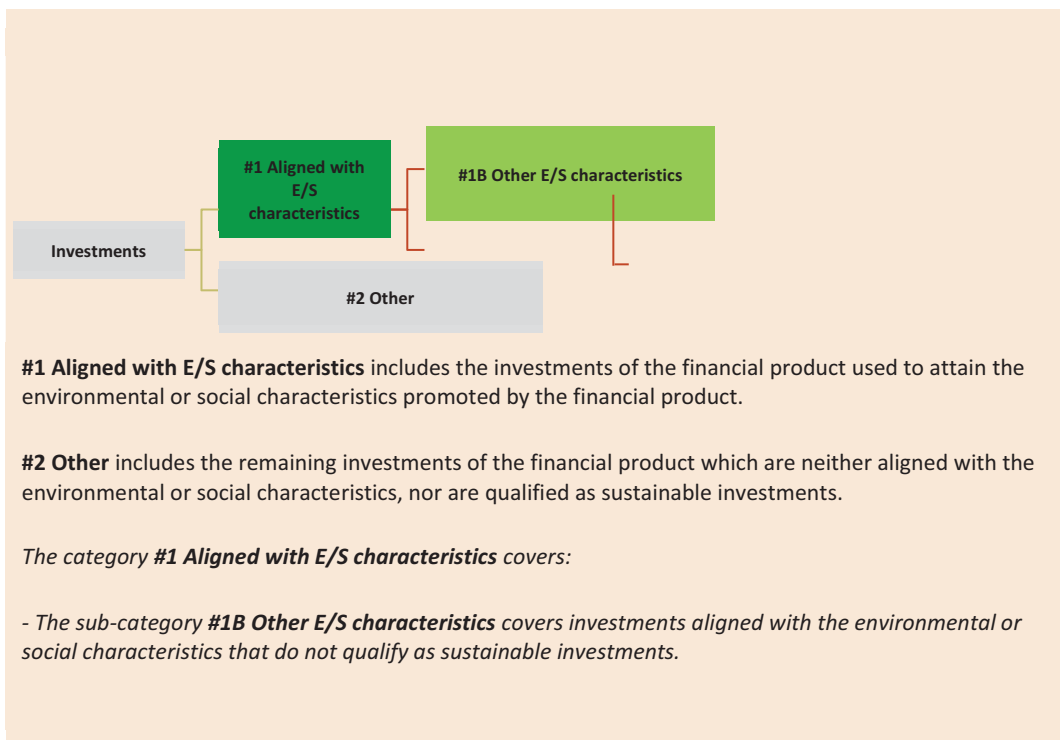 #1 Aligned with
E/S
characteristics
#1B Other E/S characteristics
Investments
#2 Other
#1 Aligned with E/S characteristics includes the investments of the financial product used to attain the
environmental or social characteristics promoted by the financial product.
#2 Other includes the remaining investments of the financial product which are neither aligned with the
environmental or social characteristics, nor are qualified as sustainable investments.
The category #1 Aligned with E/S characteristics covers:
- The sub-category #1B Other E/S characteristics covers investments aligned with the environmental or
social characteristics that do not qualify as sustainable investments.